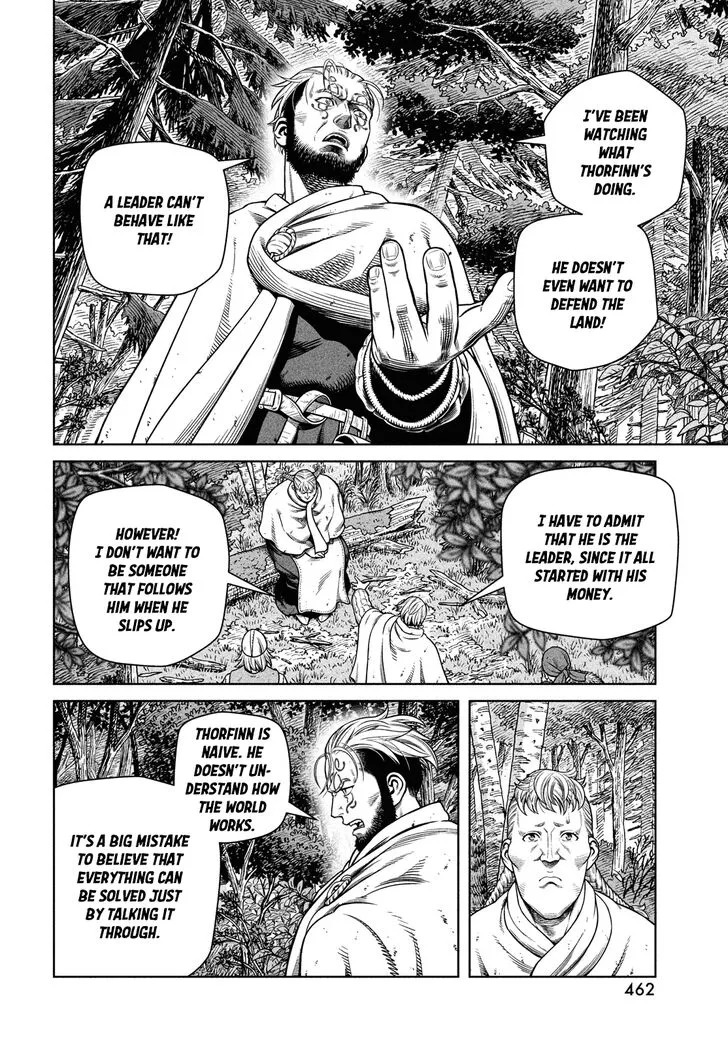 I'VE BEEN
WATCHING
WHAT
THORFINN'S
DOING.
HE DOESN'T
EVEN WANT TO
DEFEND THE
LAND!
A LEADER CAN'T
BEHAVE LIKE
THAT!
I HAVE TO ADMIT
THAT HE IS THE
LEADER, SINCE IT ALL
STARTED WITH HIS
MONEY.
HOWEVER!
I DON'T WANT TO
BE SOMEONE
THAT FOLLOWS
HIM WHEN HE
SLIPS UP.
THORFINN IS
NAIVE. HE
DOESN'T UN-
DERSTAND HOW
THE WORLD
WORKS.
IT'S A BIG MISTAKE
TO BELIEVE THAT
EVERYTHING CAN
BE SOLVED JUST
BY TALKING IT
THROUGH.
462